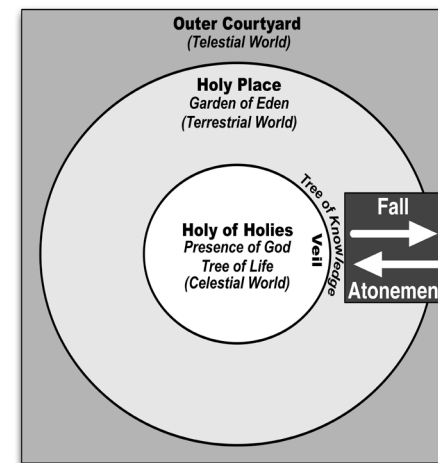 Outer Courtyard
(Telestial World)
Holy Place
Garden of Eden
(Terrestrial World)
Tree of Knowledge
Veil
Holy of Holies
Presence of God
Tree of Life
(Celestial World)
Fall
Atonemen